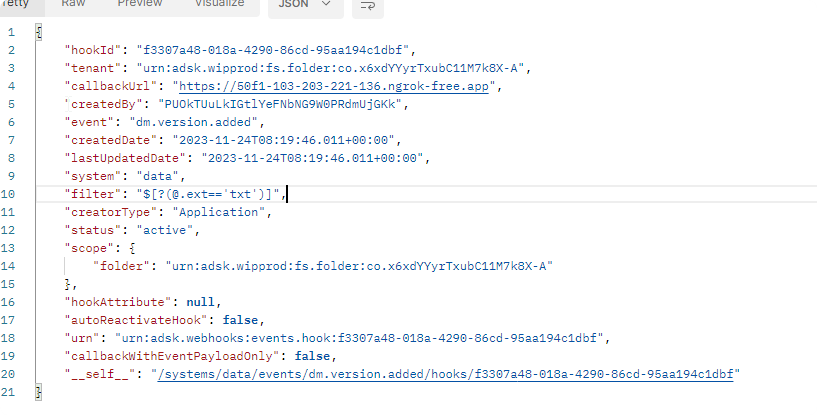 retty Raw Preview Visualize JSON
1 {
2 "hookId": "f3307a48-018a-4290-86cd-95aa194c1dbf",
3 "tenant": "urn:adsk.wipprod:fs.folder:co.x6xdYYyrTxubC11M7k8X-A",
4 "callbackUrl": "https://50f1-103-203-221-136.ngrok-free.app",
5 'createdBy": "PUOkTUuLkIGtlYeFNbNG9W0PRdmUjGKk",
6 "event": "dm.version.added",
7 "createdDate": "2023-11-24T08:19:46.011+00:00",
8 "lastUpdatedDate": "2023-11-24T08:19:46.011+00:00",
9 "system": "data",
10 "filter": "$[?(@.ext=='txt')]",
11 "creatorType": "Application",
12 "status": "active",
13 "scope": {
14 "folder": "urn:adsk.wipprod:fs.folder:co.x6xdYYyrTxubC11M7k8X-A"
15 },
16 "hookAttribute": null,
17 "autoReactivateHook": false,
18 "urn": "urn:adsk.webhooks:events.hook:f3307a48-018a-4290-86cd-95aa194c1dbf",
19 "callbackWithEventPayloadOnly": false,
20 "__self__": "/systems/data/events/dm.version.added/hooks/f3307a48-018a-4290-86cd-95aa194c1dbf"
21 }